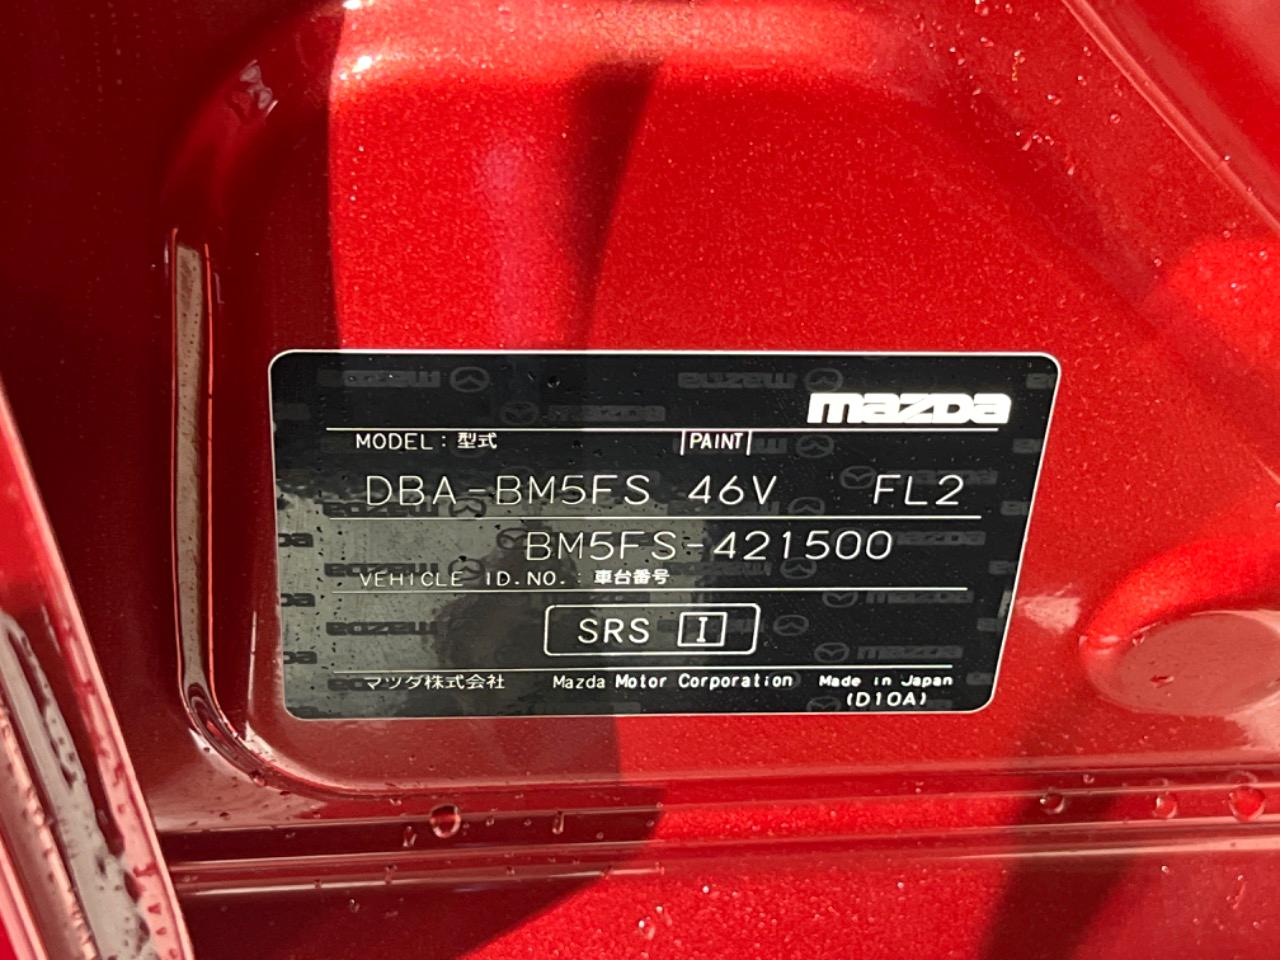 mazda
MODEL : 型式 |PAINT|
DBA-BM5FS 46V FL2
BM5FS-421500
VEHICLE ID.NO. : 車台番号
SRS I
マツダ株式会社 Mazda Motor Corporation Made in Japan
(D10A)